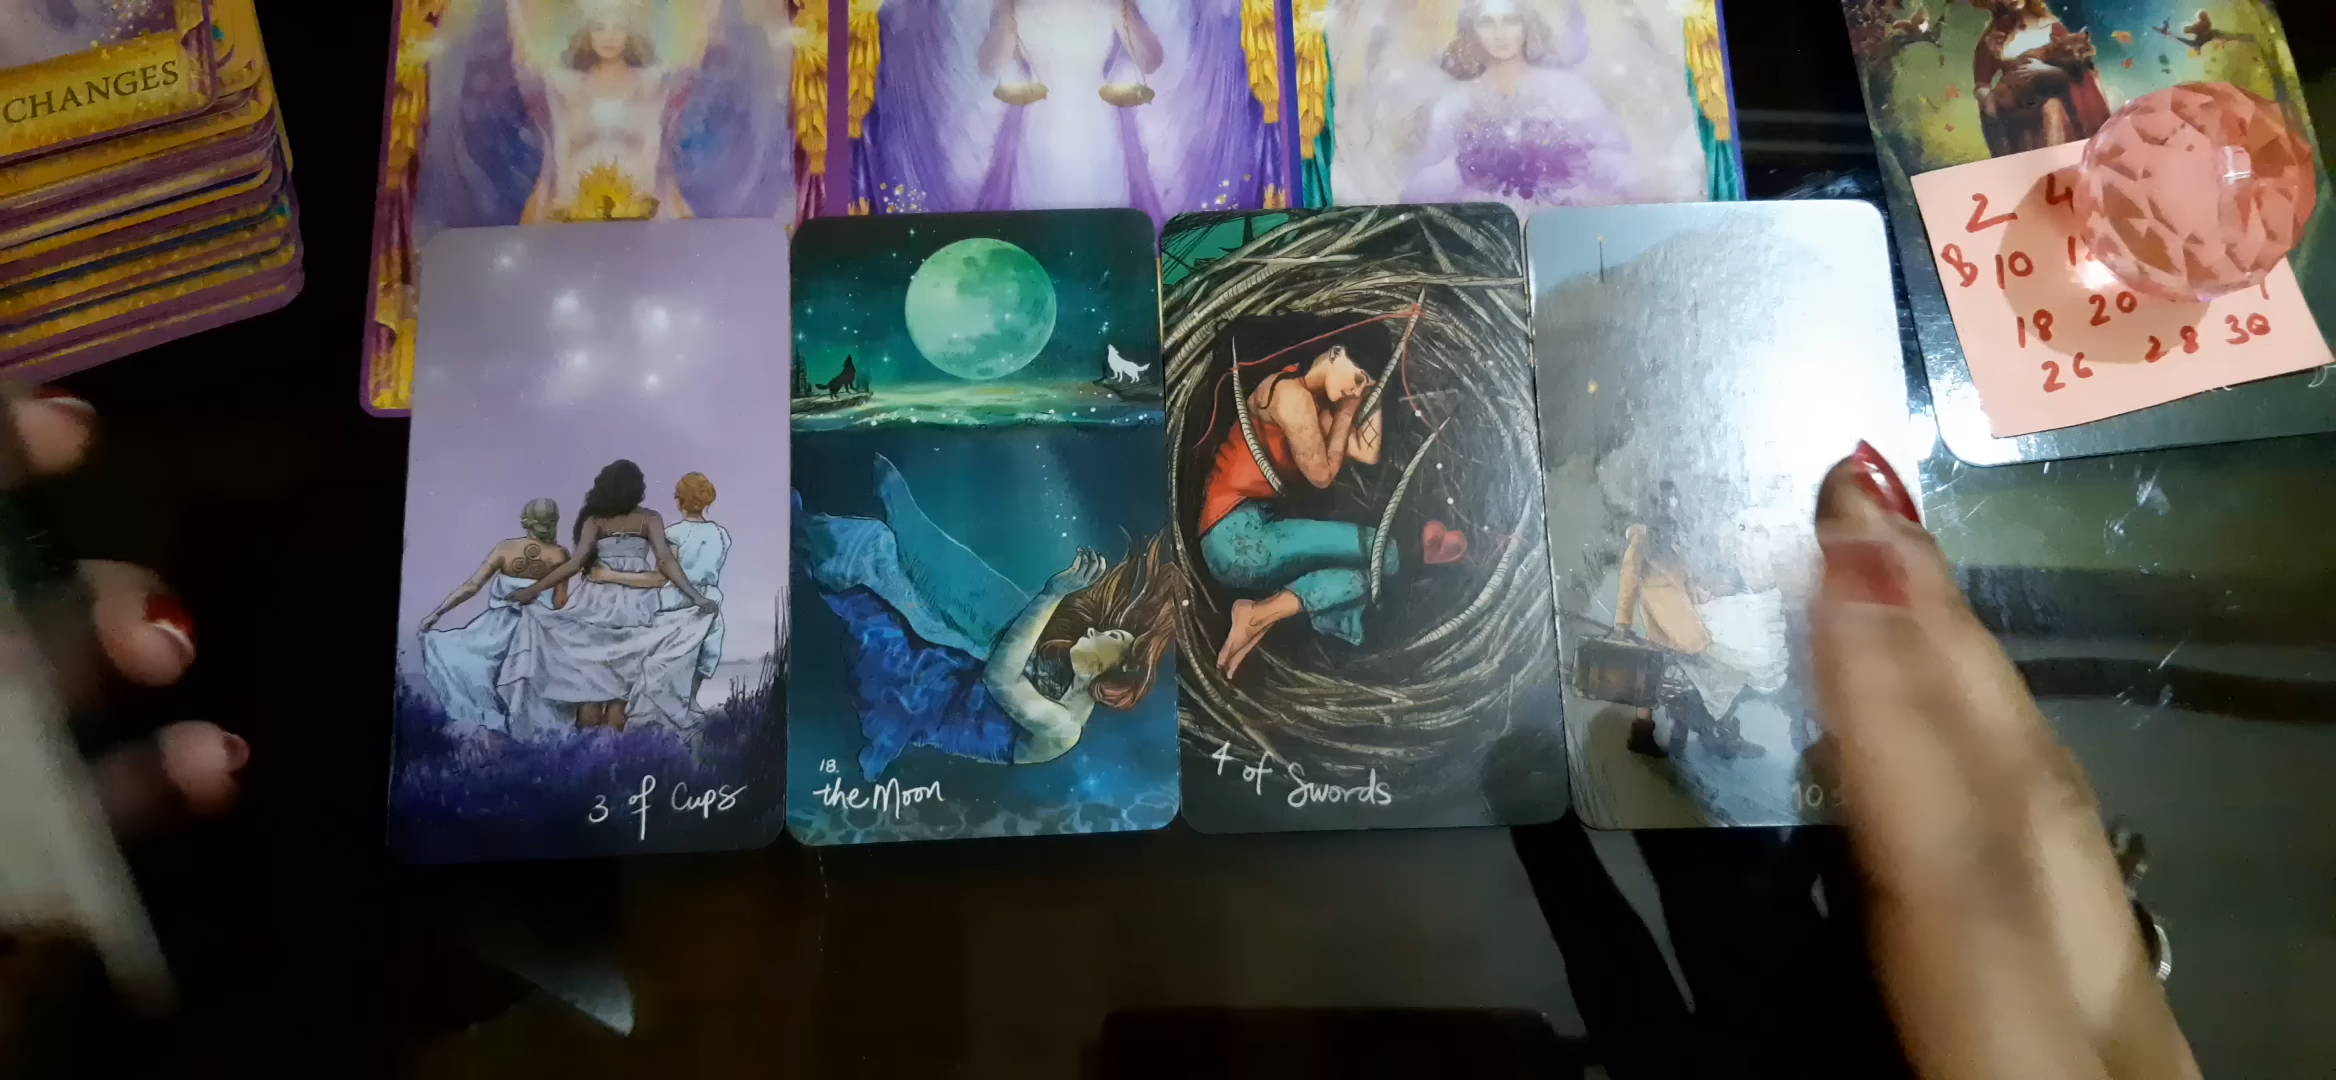 CHANGES
2 4
8 10
18 20
26 28 30
3 of Cups
18.
the Moon
4 of Swords
10